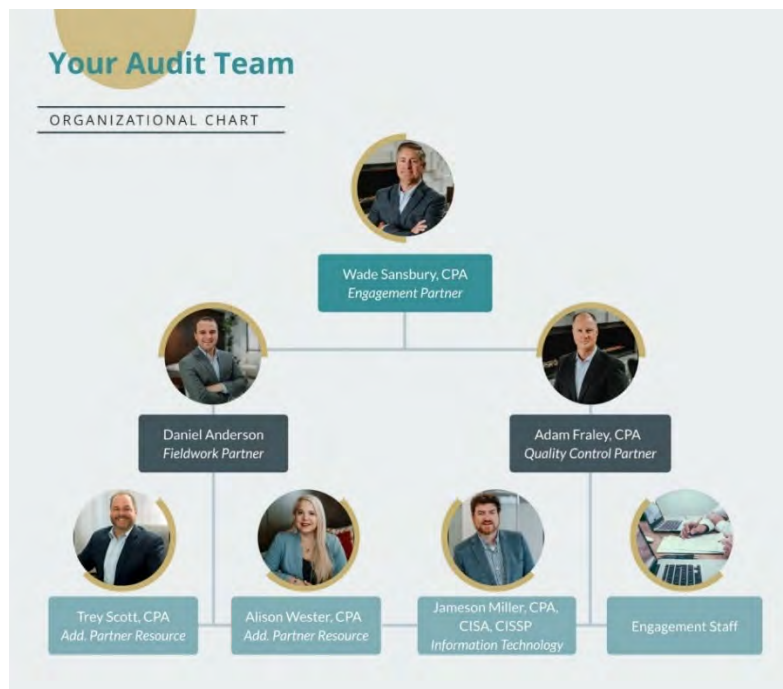 Your Audit Team
ORGANIZATIONAL CHART
Wade Sansbury, CPA
Engagement Partner
Daniel Anderson
Fieldwork Partner
Adam Fraley, CPA
Quality Control Partner
Trey Scott, CPA
Add. Partner Resource
Alison Wester, CPA
Add. Partner Resource
Jameson Miller, CPA,
CISA, CISSP
Information Technology
Engagement Staff